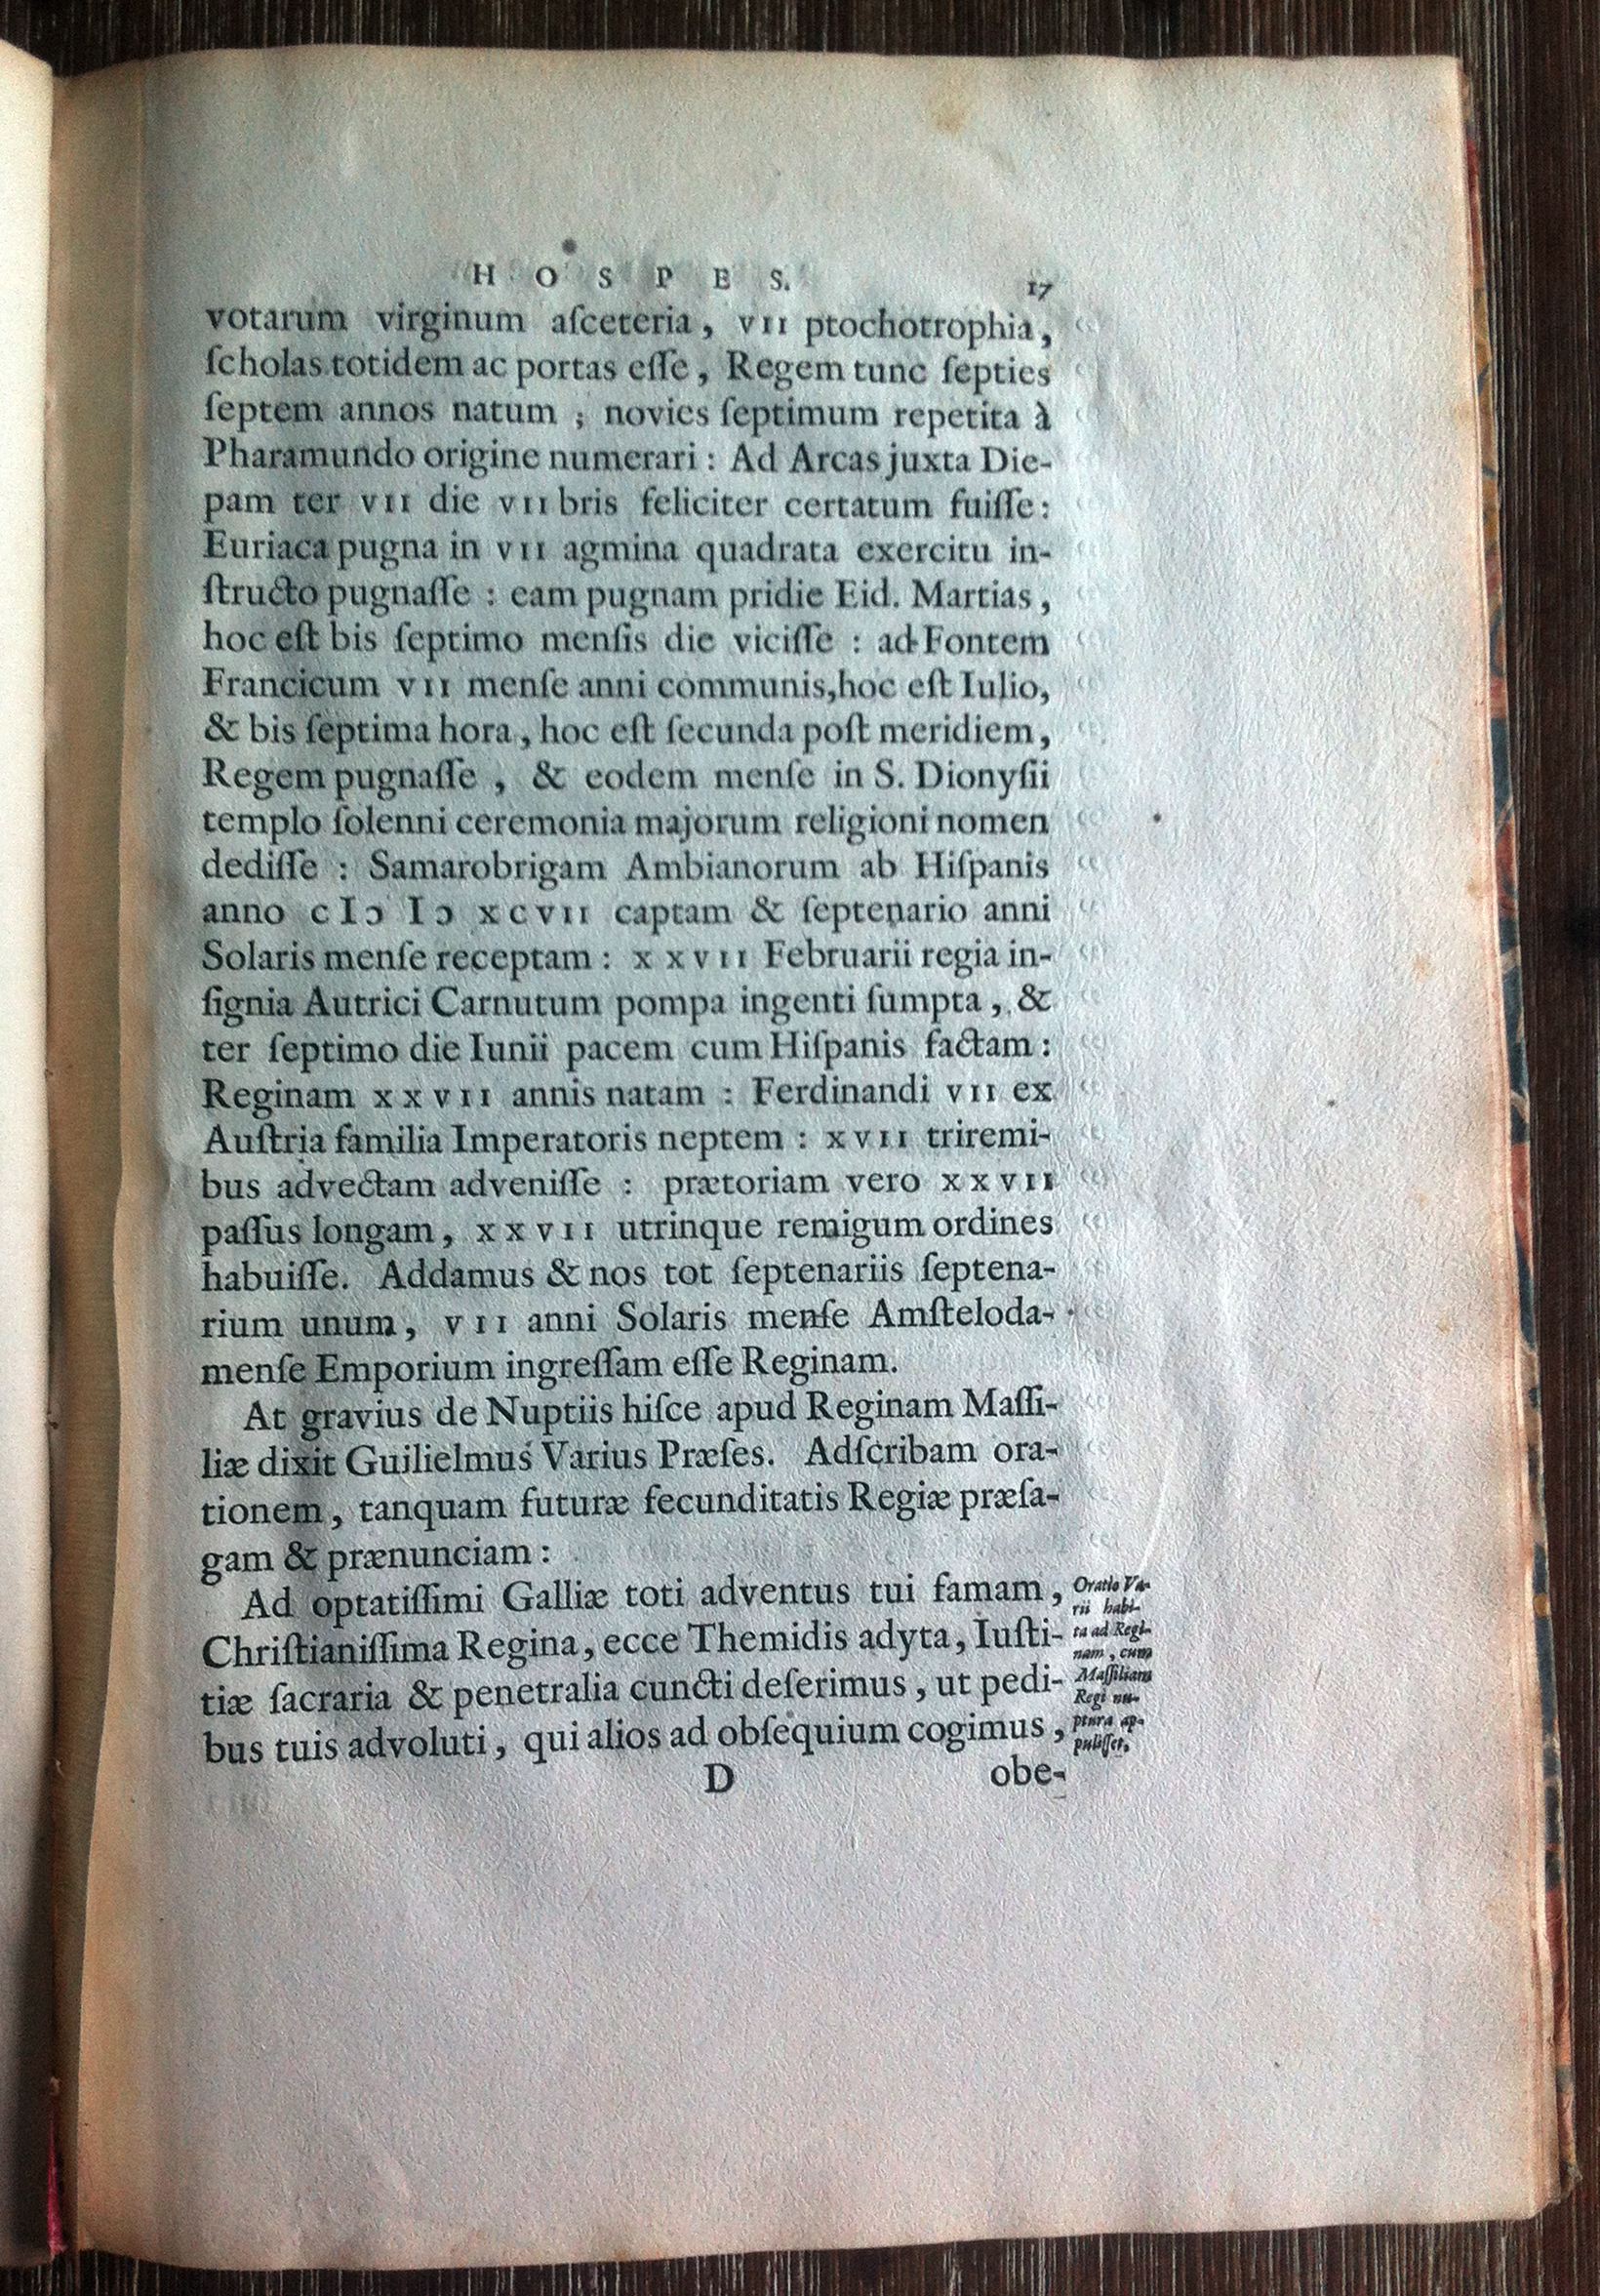 HOSPES. 17
votarum virginum aſceteria, VII ptochotrophia,
ſcholas totidem ac portas eſſe, Regem tunc ſepties
ſeptem annos natum ; novies ſeptimum repetita à
Pharamundo origine numerari : Ad Arcas juxta Die-
pam ter VII die VIIbris feliciter certatum fuiſſe :
Euriaca pugna in VII agmina quadrata exercitu in-
ſtructo pugnaſſe : eam pugnam pridie Eid. Martias,
hoc eſt bis ſeptimo menſis die viciſſe : ad Fontem
Francicum VII menſe anni communis, hoc eſt Iulio,
& bis ſeptima hora, hoc eſt ſecunda poſt meridiem,
Regem pugnaſſe, & eodem menſe in S. Dionyſii
templo ſolenni ceremonia majorum religioni nomen
dediſſe : Samarobrigam Ambianorum ab Hiſpanis
anno cIↄ Iↄ XCVII captam & ſeptenario anni
Solaris menſe receptam : XXVII Februarii regia in-
ſignia Autrici Carnutum pompa ingenti ſumpta, &
ter ſeptimo die Iunii pacem cum Hiſpanis factam :
Reginam XXVII annis natam : Ferdinandi VII ex
Auſtria familia Imperatoris neptem : XVII triremi-
bus advectam adveniſſe : prætoriam vero XXVII
paſſus longam, XXVII utrinque remigum ordines
habuiſſe. Addamus & nos tot ſeptenariis ſeptena-
rium unum, VII anni Solaris menſe Amſteloda-
menſe Emporium ingreſſam eſſe Reginam.
At gravius de Nuptiis hiſce apud Reginam Maſſi-
liæ dixit Guilielmus Varius Præſes. Adſcribam ora-
tionem, tanquam futuræ fecunditatis Regiæ præſa-
gam & prænunciam :
Ad optatiſſimi Galliæ toti adventus tui famam,
Chriſtianiſſima Regina, ecce Themidis adyta, Iuſti-
tiæ ſacraria & penetralia cuncti deſerimus, ut pedi-
bus tuis advoluti, qui alios ad obſequium cogimus,
D obe-
Oratio Va-
rii habi-
ta ad Regi-
nam, cum
Maſſiliam
Regi nu-
ptura ap-
puliſſet.